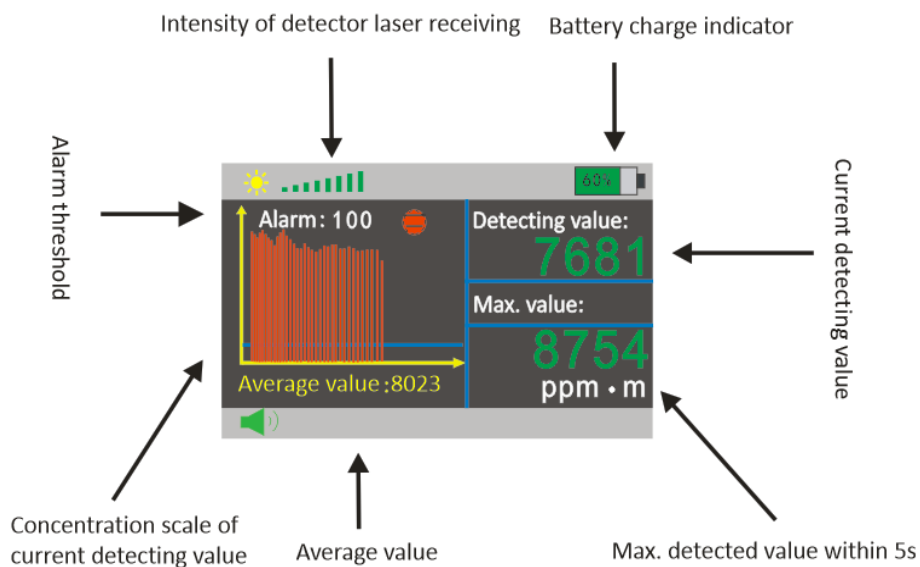 Intensity of detector laser receiving
Battery charge indicator
Alarm threshold
60%
Alarm: 100
Detecting value:
7681
Current detecting value
Max. value:
8754
ppm • m
Average value:8023
Concentration scale of
current detecting value
Average value
Max. detected value within 5s